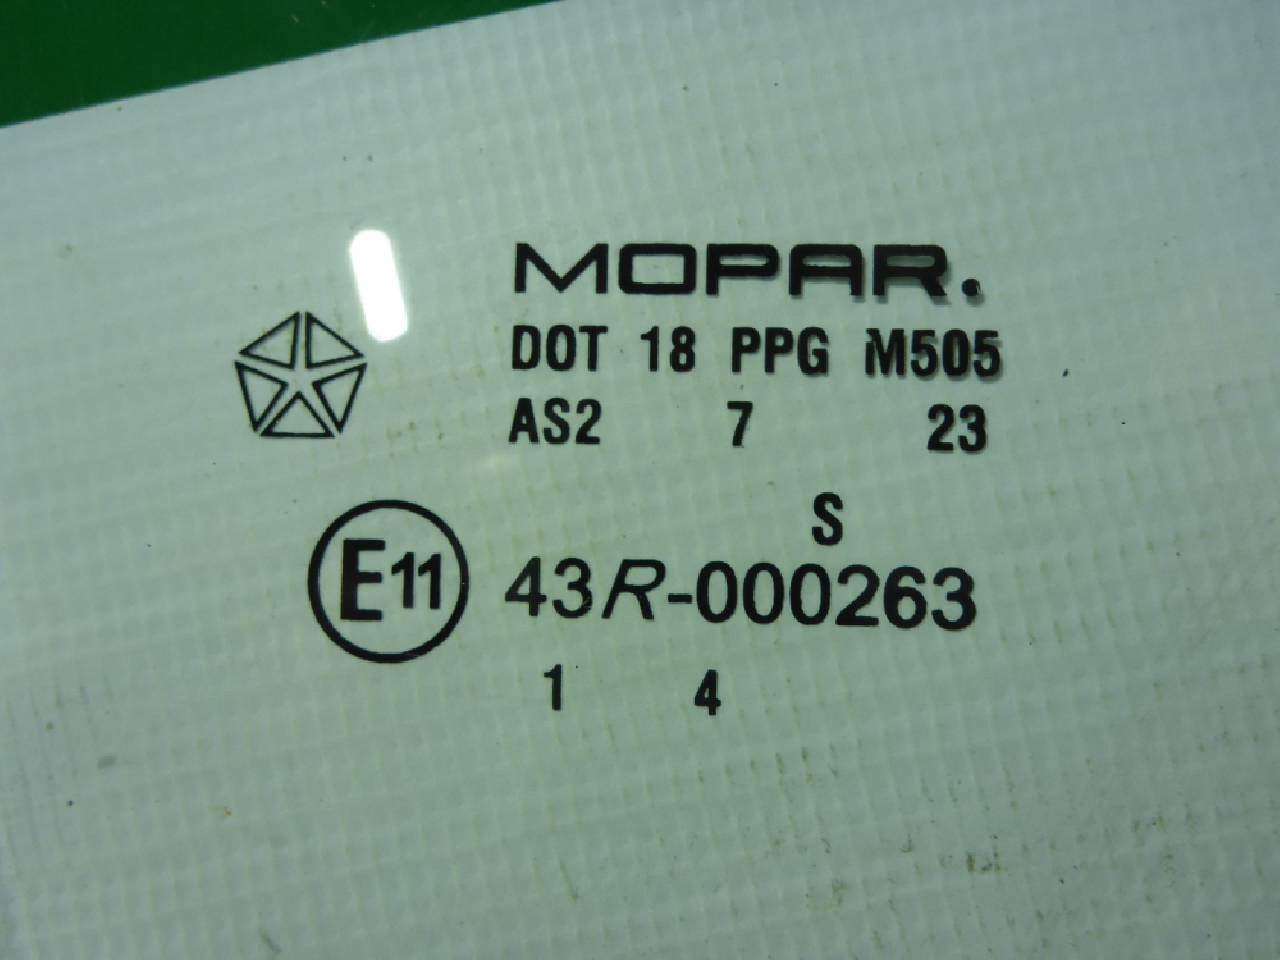 MOPAR.
DOT 18 PPG M505
AS2 7 23
S
E11 43R-000263
1 4